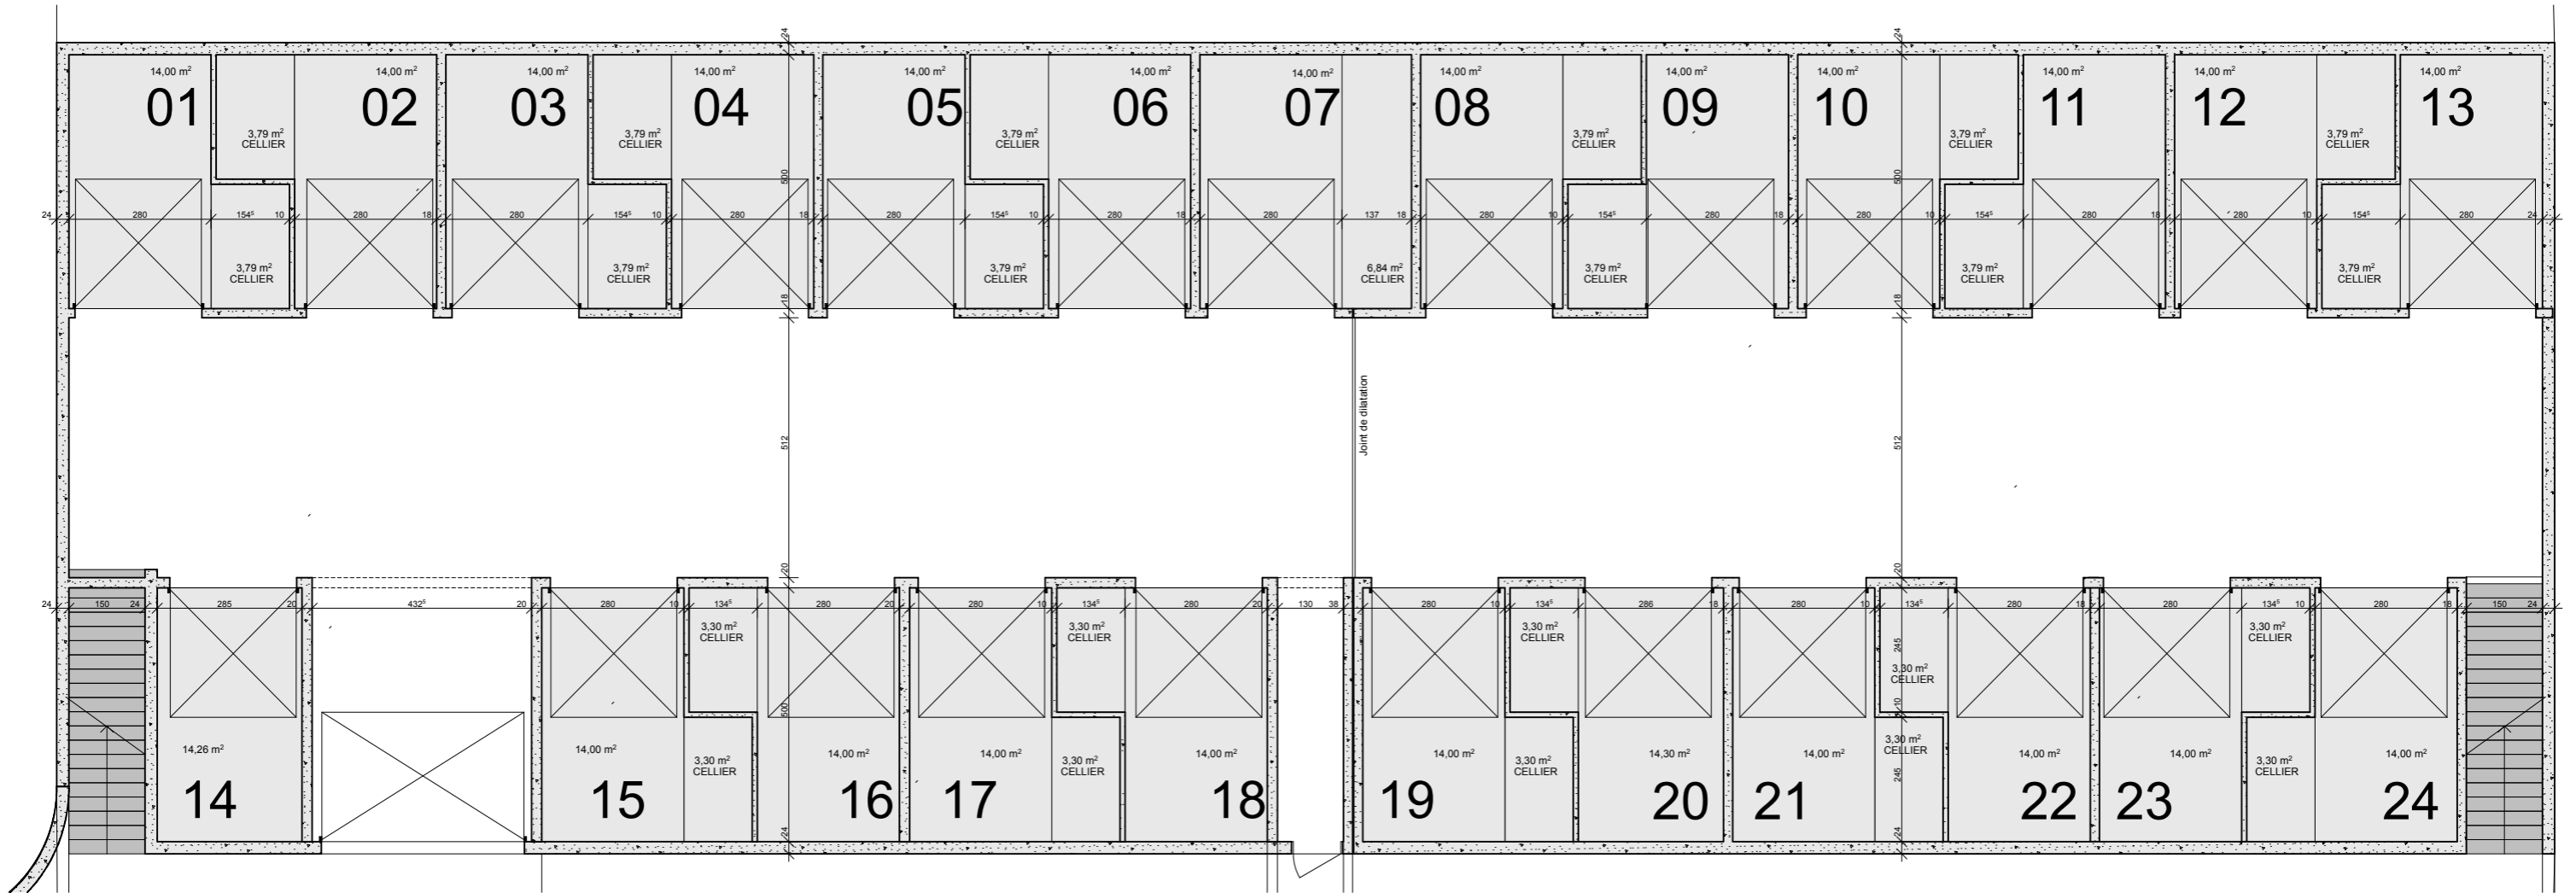 24
24
14,00 m²
14,00 m²
14,00 m²
14,00 m²
14,00 m²
14,00 m²
14,00 m²
14,00 m²
14,00 m²
14,00 m²
14,00 m²
14,00 m²
14,00 m²
01
02
03
04
05
06
07
08
09
10
11
12
13
3,79 m²
CELLIER
3,79 m²
CELLIER
3,79 m²
CELLIER
3,79 m²
CELLIER
3,79 m²
CELLIER
3,79 m²
CELLIER
500
500
24
280
154⁵
10
280
18
280
154⁵
10
280
18
280
154⁵
10
280
18
280
137
18
280
10
154⁵
280
18
280
10
154⁵
280
18
280
10
154⁵
280
24
3,79 m²
CELLIER
3,79 m²
CELLIER
3,79 m²
CELLIER
6,84 m²
CELLIER
3,79 m²
CELLIER
3,79 m²
CELLIER
3,79 m²
CELLIER
18
18
Joint de dilatation
512
512
20
20
24
150
24
285
20
432⁵
20
280
10
134⁵
280
20
280
10
134⁵
280
20
130
38
280
10
134⁵
286
18
280
10
134⁵
280
18
280
134⁵
10
280
18
150
24
3,30 m²
CELLIER
3,30 m²
CELLIER
3,30 m²
CELLIER
245
3,30 m²
CELLIER
3,30 m²
CELLIER
500
10
14,26 m²
14,00 m²
3,30 m²
CELLIER
14,00 m²
14,00 m²
3,30 m²
CELLIER
14,00 m²
14,00 m²
3,30 m²
CELLIER
14,30 m²
14,00 m²
3,30 m²
CELLIER
14,00 m²
14,00 m²
3,30 m²
CELLIER
14,00 m²
245
14
15
16
17
18
19
20
21
22
23
24
24
24